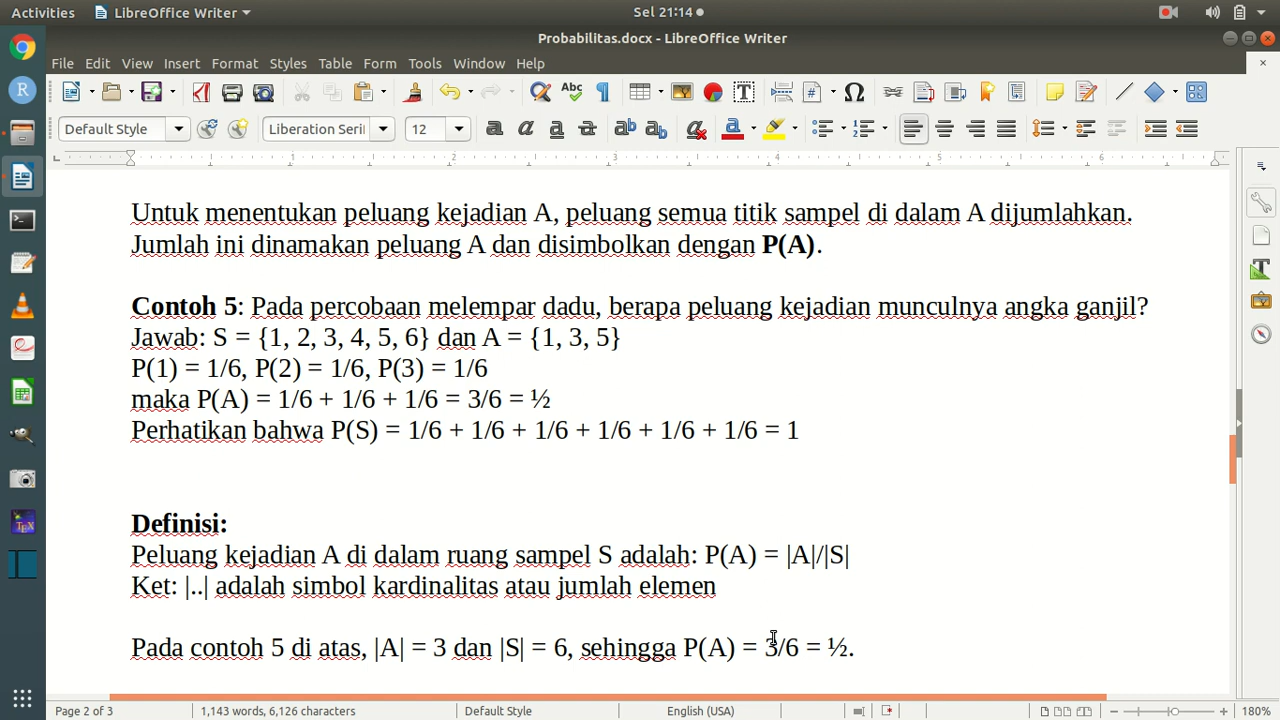 Activities LibreOffice Writer Sel 21:14
Probabilitas.docx - LibreOffice Writer
File Edit View Insert Format Styles Table Form Tools Window Help
Default Style Liberation Seri 12
1 2 3 4 5 6
Untuk menentukan peluang kejadian A, peluang semua titik sampel di dalam A dijumlahkan.
Jumlah ini dinamakan peluang A dan disimbolkan dengan P(A).
Contoh 5: Pada percobaan melempar dadu, berapa peluang kejadian munculnya angka ganjil?
Jawab: S = {1, 2, 3, 4, 5, 6} dan A = {1, 3, 5}
P(1) = 1/6, P(2) = 1/6, P(3) = 1/6
maka P(A) = 1/6 + 1/6 + 1/6 = 3/6 = ½
Perhatikan bahwa P(S) = 1/6 + 1/6 + 1/6 + 1/6 + 1/6 + 1/6 = 1
Definisi:
Peluang kejadian A di dalam ruang sampel S adalah: P(A) = |A|/|S|
Ket: |..| adalah simbol kardinalitas atau jumlah elemen
Pada contoh 5 di atas, |A| = 3 dan |S| = 6, sehingga P(A) = 3/6 = ½.
Page 2 of 3 1,143 words, 6,126 characters Default Style English (USA) 180%